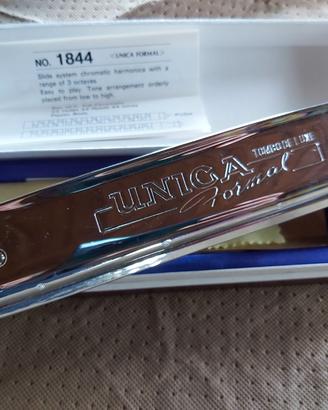 NO. 1844 <UNICA FORMAL>
Slide system chromatic harmonica with a
range of 3 octaves.
Easy to play. Tone arrangement orderly
placed from low to high.
UNICA TOMBO DE LUXE
Formal